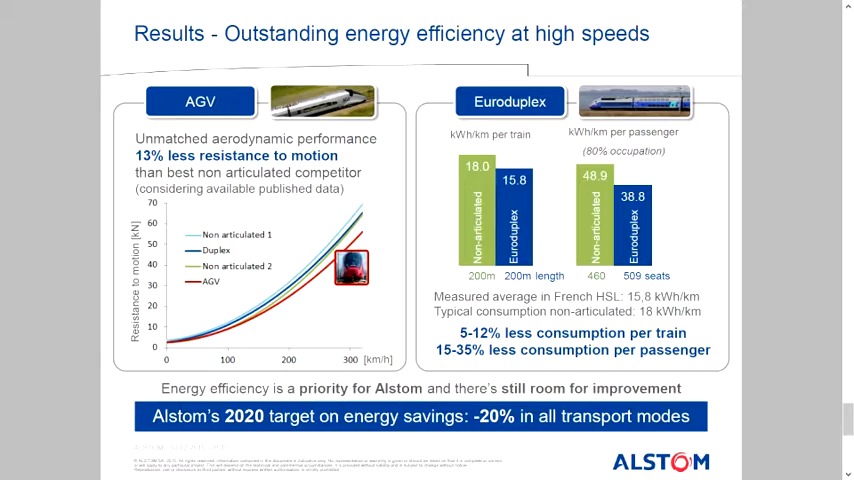 Results - Outstanding energy efficiency at high speeds
AGV
Unmatched aerodynamic performance
13% less resistance to motion
than best non articulated competitor
(considering available published data)
Resistance to motion [kN]
70
60
50
40
30
20
10
0
Non articulated 1
Duplex
Non articulated 2
AGV
0 100 200 300 [km/h]
Euroduplex
kWh/km per train
kWh/km per passenger
(80% occupation)
18.0
15.8
48.9
38.8
Non-articulated
Euroduplex
Non-articulated
Euroduplex
200m 200m length 460 509 seats
Measured average in French HSL: 15,8 kWh/km
Typical consumption non-articulated: 18 kWh/km
5-12% less consumption per train
15-35% less consumption per passenger
Energy efficiency is a priority for Alstom and there's still room for improvement
Alstom's 2020 target on energy savings: -20% in all transport modes
ALSTOM